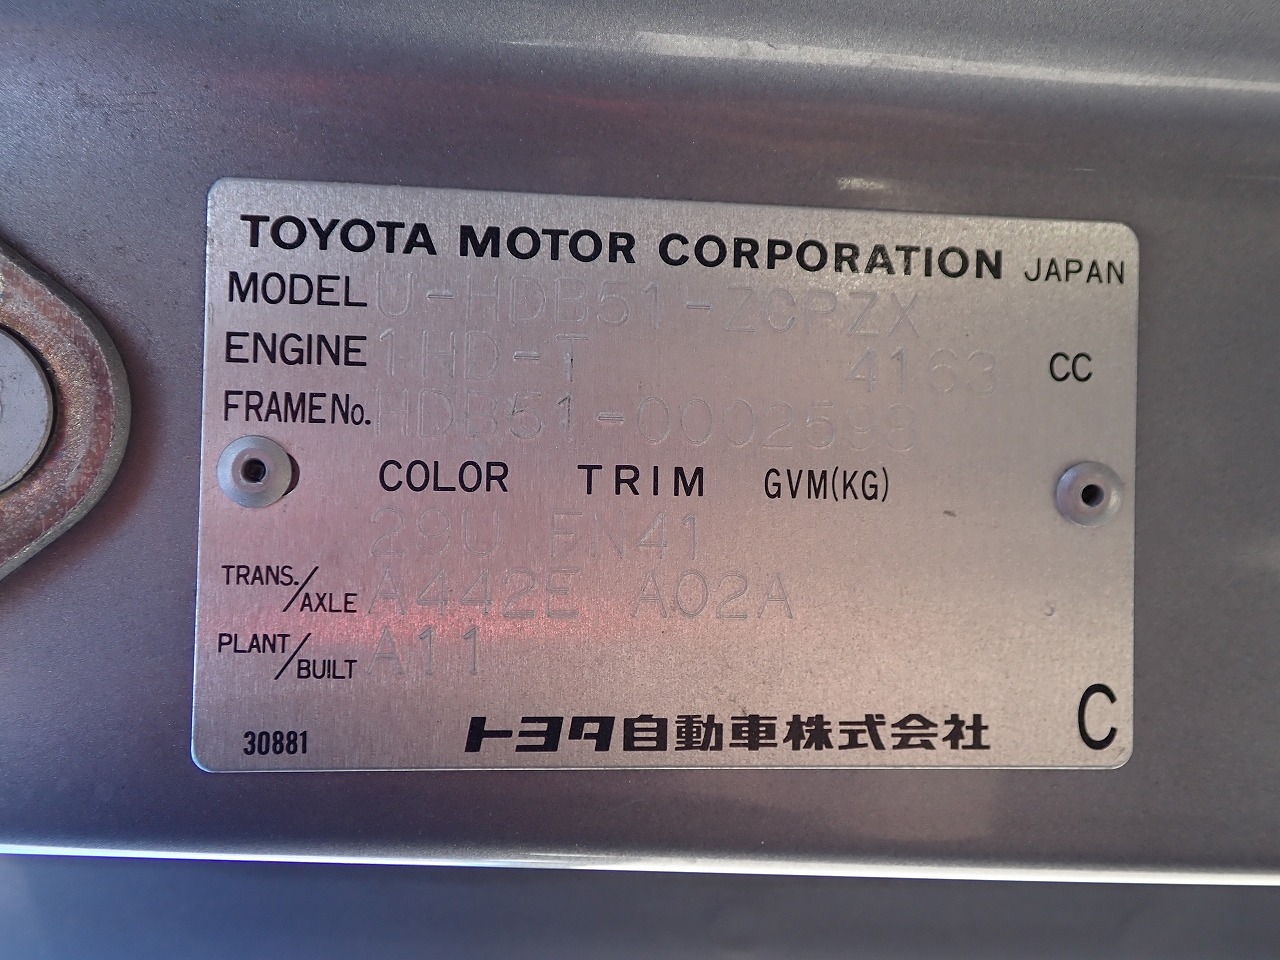 TOYOTA MOTOR CORPORATION JAPAN
MODEL U-HDB51-ZCPZX
ENGINE 1HD-T 4163 CC
FRAME No. HDB51-0002598
COLOR TRIM GVM(KG)
29U FN41
TRANS./AXLE A442E A02A
PLANT/BUILT A11
30881 トヨタ自動車株式会社 C